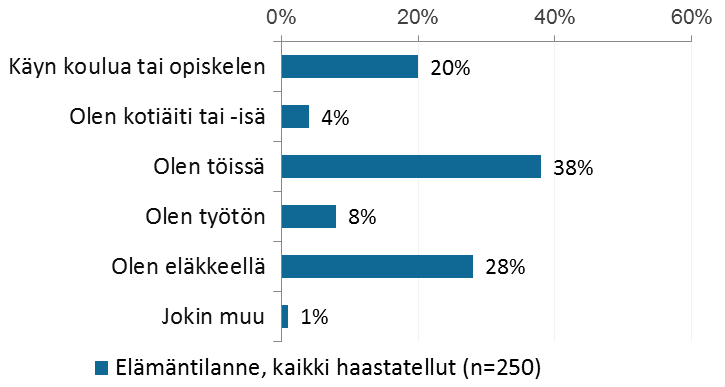 0% 20% 40% 60%
Käyn koulua tai opiskelen 20%
Olen kotiäiti tai -isä 4%
Olen töissä 38%
Olen työtön 8%
Olen eläkkeellä 28%
Jokin muu 1%
Elämäntilanne, kaikki haastatellut (n=250)